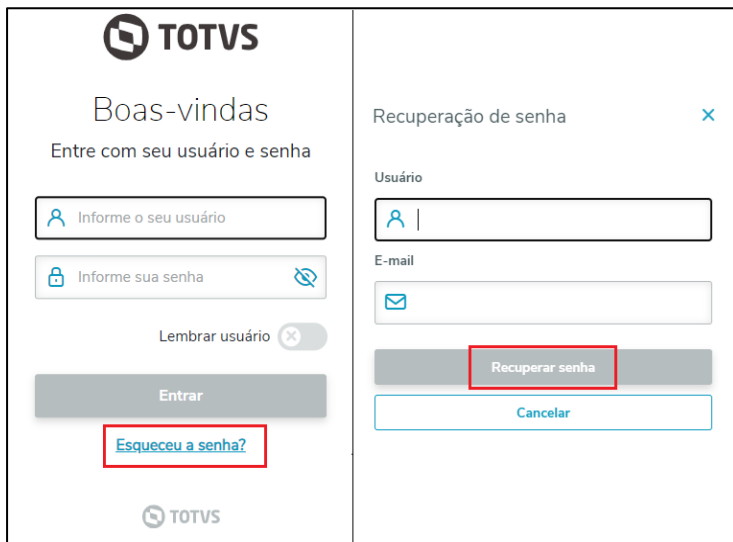 TOTVS
Boas-vindas
Entre com seu usuário e senha
Informe o seu usuário
Informe sua senha
Lembrar usuário
Entrar
Esqueceu a senha?
TOTVS
Recuperação de senha
Usuário
E-mail
Recuperar senha
Cancelar